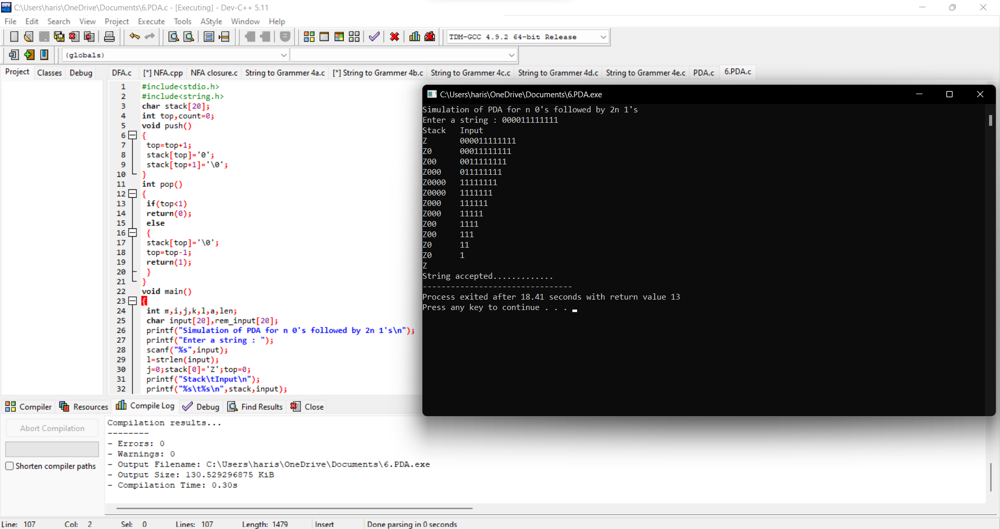 C:\Users\haris\OneDrive\Documents\6.PDA.c - [Executing] - Dev-C++ 5.11
File Edit Search View Project Execute Tools AStyle Window Help
TDM-GCC 4.9.2 64-bit Release
(globals)
Project Classes Debug
DFA.c [*] NFA.cpp NFA closure.c String to Grammer 4a.c [*] String to Grammer 4b.c String to Grammer 4c.c String to Grammer 4d.c String to Grammer 4e.c PDA.c 6.PDA.c
1 #include<stdio.h>
2 #include<string.h>
3 char stack[20];
4 int top,count=0;
5 void push()
6 {
7 top=top+1;
8 stack[top]='0';
9 stack[top+1]='\0';
10 }
11 int pop()
12 {
13 if(top<1)
14 return(0);
15 else
16 {
17 stack[top]='\0';
18 top=top-1;
19 return(1);
20 }
21 }
22 void main()
23 {
24 int m,i,j,k,l,a,len;
25 char input[20],rem_input[20];
26 printf("Simulation of PDA for n 0's followed by 2n 1's\n");
27 printf("Enter a string : ");
28 scanf("%s",input);
29 l=strlen(input);
30 j=0;stack[0]='Z';top=0;
31 printf("Stack\tInput\n");
32 printf("%s\t%s\n",stack,input);
C:\Users\haris\OneDrive\Documents\6.PDA.exe
Simulation of PDA for n 0's followed by 2n 1's
Enter a string : 000011111111
Stack Input
Z 000011111111
Z0 00011111111
Z00 0011111111
Z000 011111111
Z0000 11111111
Z0000 1111111
Z000 111111
Z000 11111
Z00 1111
Z00 111
Z0 11
Z0 1
Z
String accepted.............
--------------------------------
Process exited after 18.41 seconds with return value 13
Press any key to continue . . .
Compiler Resources Compile Log Debug Find Results Close
Abort Compilation
Shorten compiler paths
Compilation results...
--------
- Errors: 0
- Warnings: 0
- Output Filename: C:\Users\haris\OneDrive\Documents\6.PDA.exe
- Output Size: 130.529296875 KiB
- Compilation Time: 0.30s
Line: 107 Col: 2 Sel: 0 Lines: 107 Length: 1479 Insert Done parsing in 0 seconds